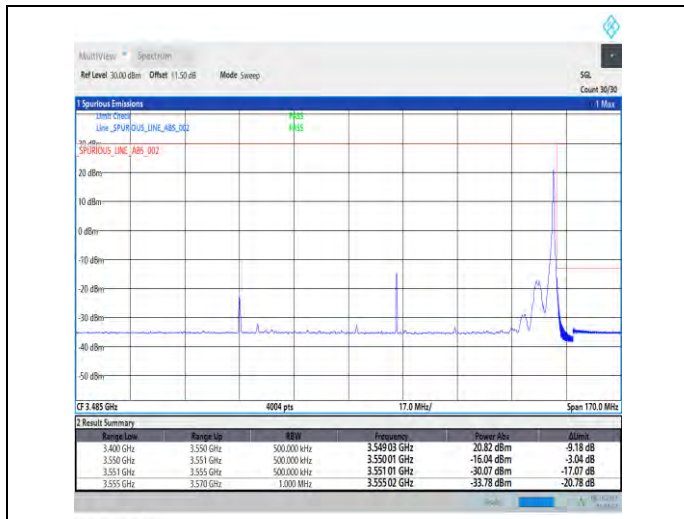 MultiView Spectrum
Ref Level 30.00 dBm Offset 11.50 dB Mode Sweep SGL
Count 30/30
1 Spurious Emissions 1 Max
Limit Check PASS
Line _SPURIOUS_LINE_ABS_002 PASS
30 dBm
_SPURIOUS_LINE_ABS_002
20 dBm
10 dBm
0 dBm
-10 dBm
-20 dBm
-30 dBm
-40 dBm
-50 dBm
CF 3.485 GHz 4004 pts 17.0 MHz/ Span 170.0 MHz
2 Result Summary
Range Low Range Up RBW Frequency Power Abs ΔLimit
3.400 GHz 3.550 GHz 500.000 kHz 3.549 03 GHz 20.82 dBm -9.18 dB
3.550 GHz 3.551 GHz 500.000 kHz 3.550 01 GHz -16.04 dBm -3.04 dB
3.551 GHz 3.555 GHz 500.000 kHz 3.551 01 GHz -30.07 dBm -17.07 dB
3.555 GHz 3.570 GHz 1.000 MHz 3.555 02 GHz -33.78 dBm -20.78 dB